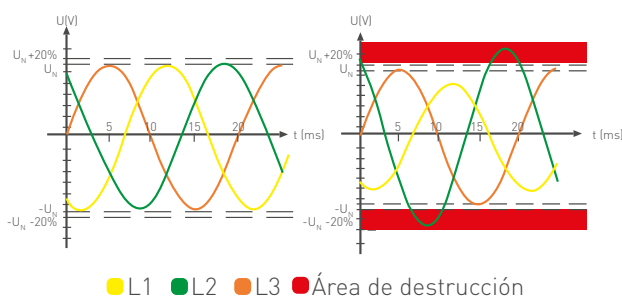 U(V)
U_N +20%
U_N
5 10 15 20
t (ms)
-U_N
-U_N -20%
U(V)
U_N +20%
U_N
5 10 15 20
t (ms)
-U_N
-U_N -20%
L1 L2 L3 Área de destrucción